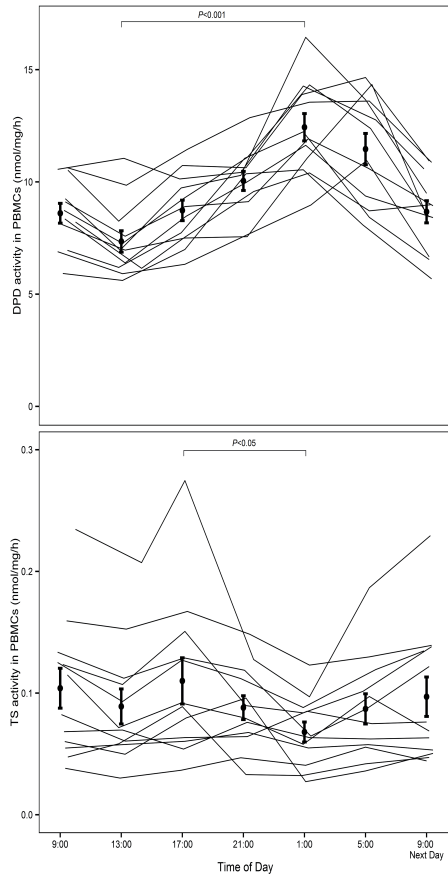 P<0.001
15
10
5
0
DPD activity in PBMCs (nmol/mg/h)
P<0.05
0.3
0.2
0.1
0.0
TS activity in PBMCs (nmol/mg/h)
9:00 13:00 17:00 21:00 1:00 5:00 9:00
Next Day
Time of Day